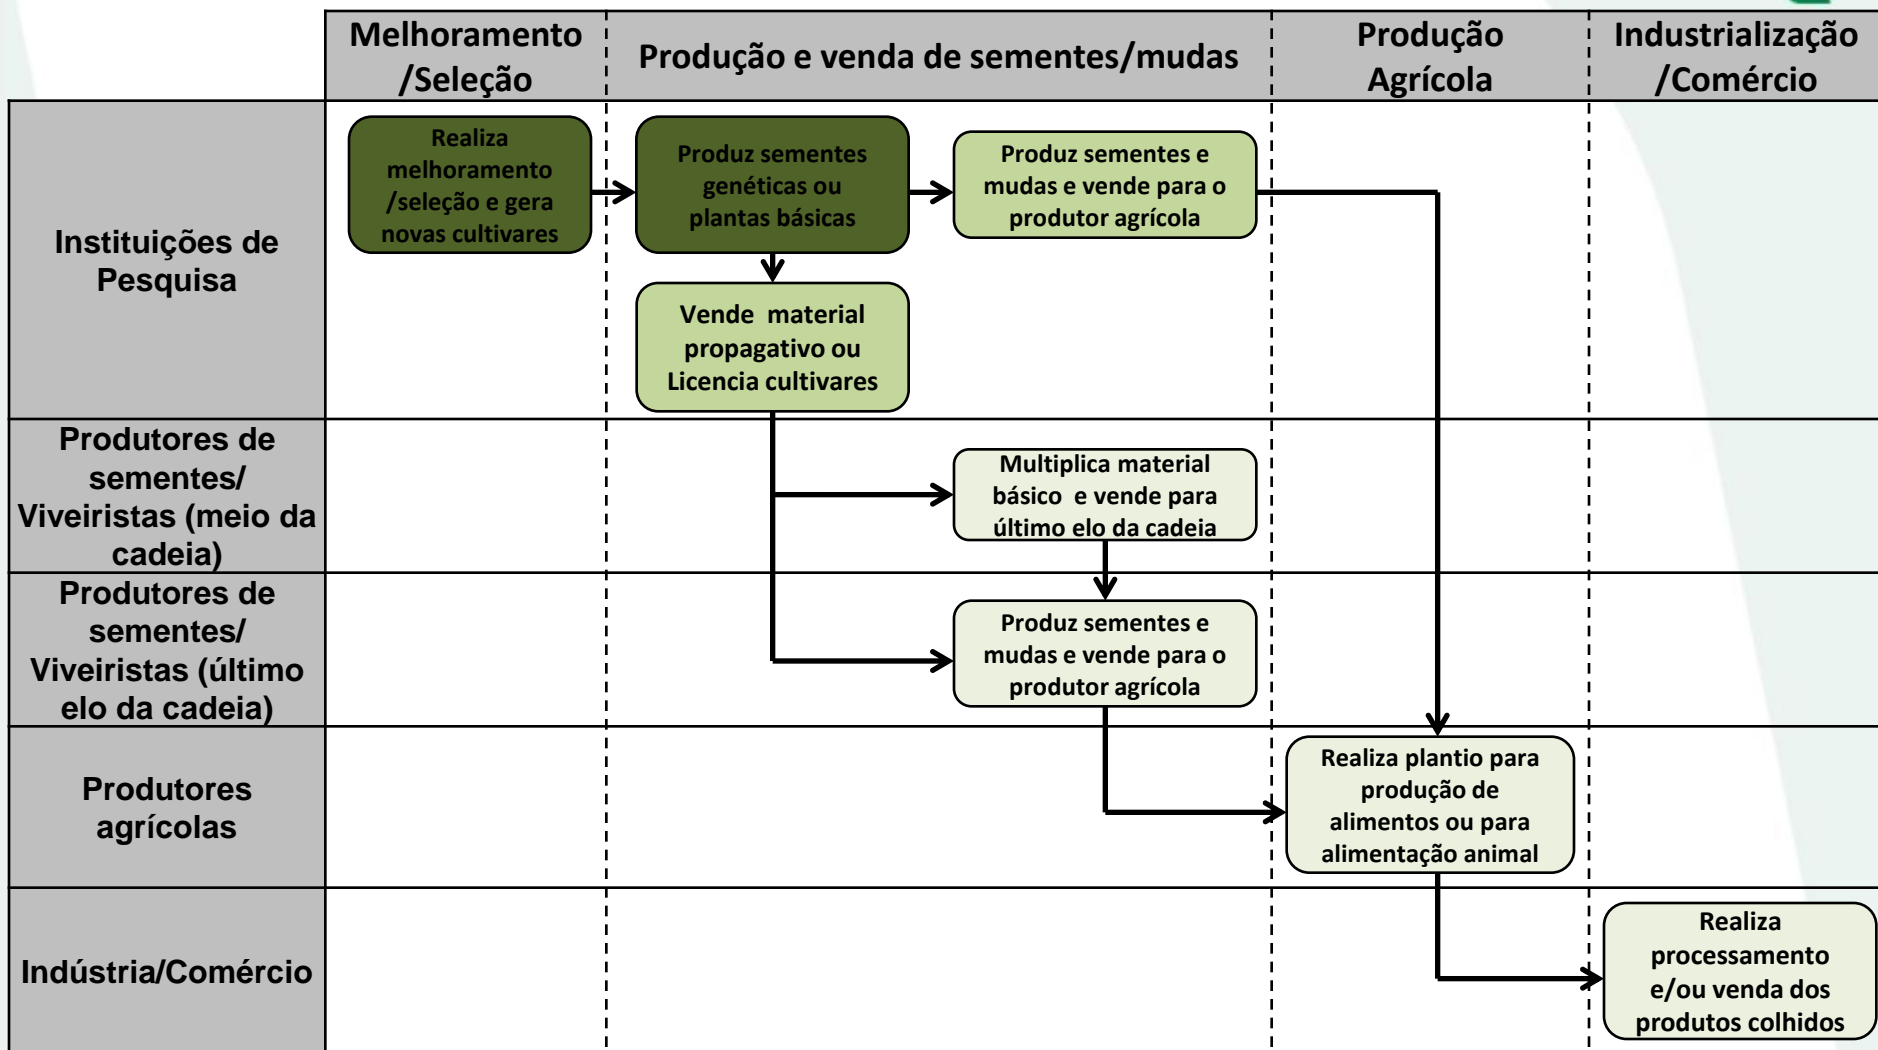 Melhoramento
/Seleção
Produção e venda de sementes/mudas
Produção
Agrícola
Industrialização
/Comércio
Instituições de
Pesquisa
Realiza
melhoramento
/seleção e gera
novas cultivares
Produz sementes
genéticas ou
plantas básicas
Produz sementes e
mudas e vende para o
produtor agrícola
Vende material
propagativo ou
Licencia cultivares
Produtores de
sementes/
Viveiristas (meio da
cadeia)
Multiplica material
básico e vende para
último elo da cadeia
Produtores de
sementes/
Viveiristas (último
elo da cadeia)
Produz sementes e
mudas e vende para o
produtor agrícola
Produtores
agrícolas
Realiza plantio para
produção de
alimentos ou para
alimentação animal
Indústria/Comércio
Realiza
processamento
e/ou venda dos
produtos colhidos